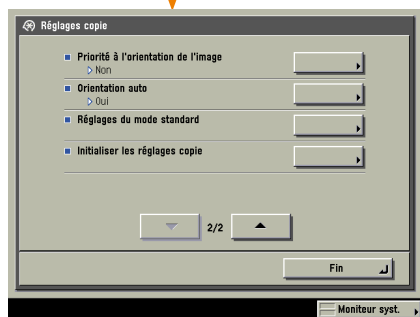 Réglages copie
Priorité à l'orientation de l'image
Non
Orientation auto
Oui
Réglages du mode standard
Initialiser les réglages copie
2/2
Fin
Moniteur syst.